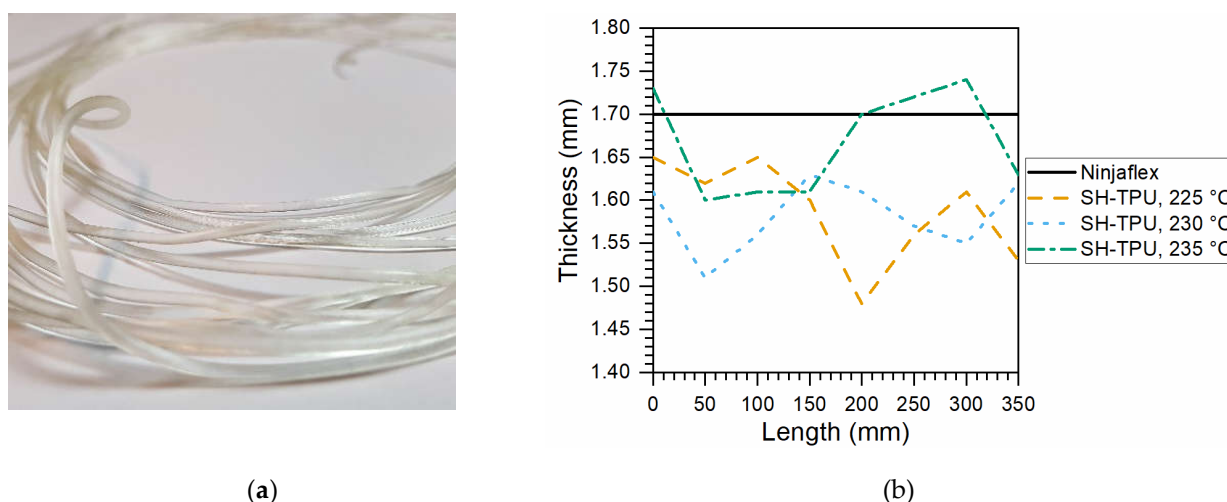 1.80
1.75
1.70
1.65
1.60
1.55
1.50
1.45
1.40
Thickness (mm)
0 50 100 150 200 250 300 350
Length (mm)
Ninjaflex
SH-TPU, 225 °C
SH-TPU, 230 °C
SH-TPU, 235 °C
(a) (b)